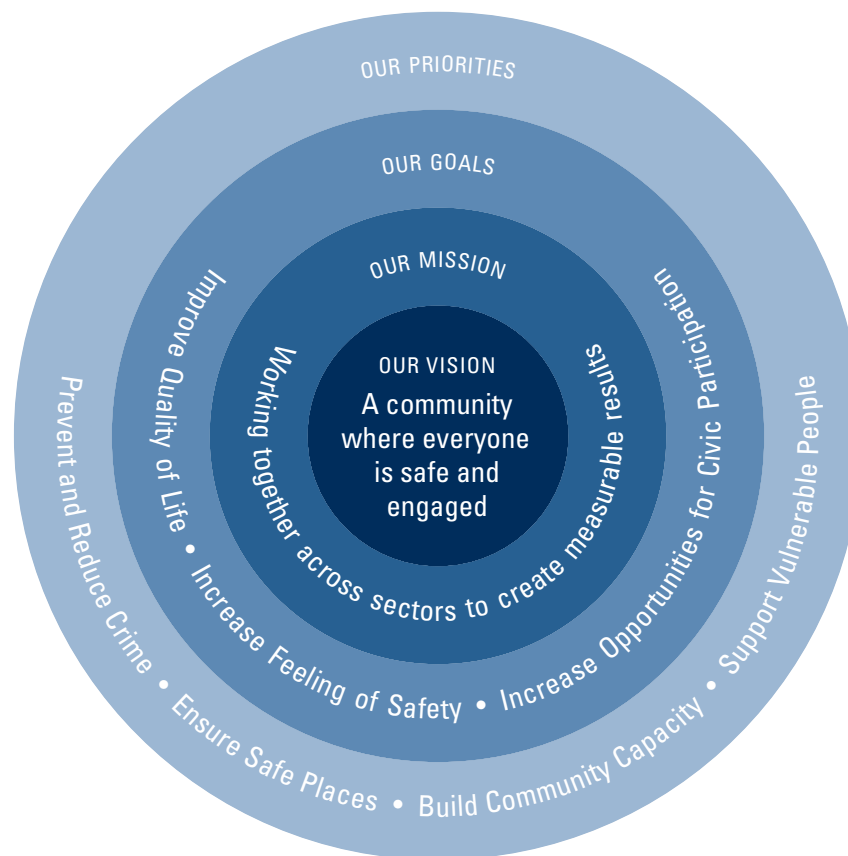 OUR PRIORITIES
Prevent and Reduce Crime • Ensure Safe Places • Build Community Capacity • Support Vulnerable People
OUR GOALS
Improve Quality of Life • Increase Feeling of Safety • Increase Opportunities for Civic Participation
OUR MISSION
Working together across sectors to create measurable results
OUR VISION
A community
where everyone
is safe and
engaged